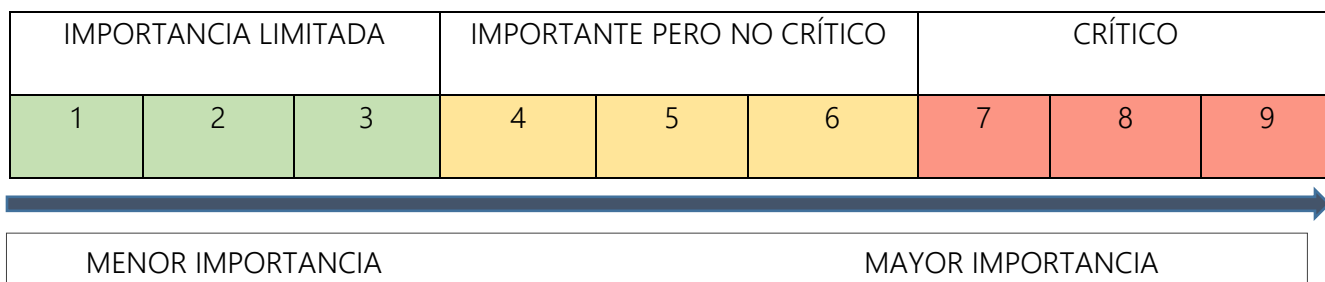 IMPORTANCIA LIMITADA IMPORTANTE PERO NO CRÍTICO CRÍTICO
1 2 3 4 5 6 7 8 9
MENOR IMPORTANCIA MAYOR IMPORTANCIA